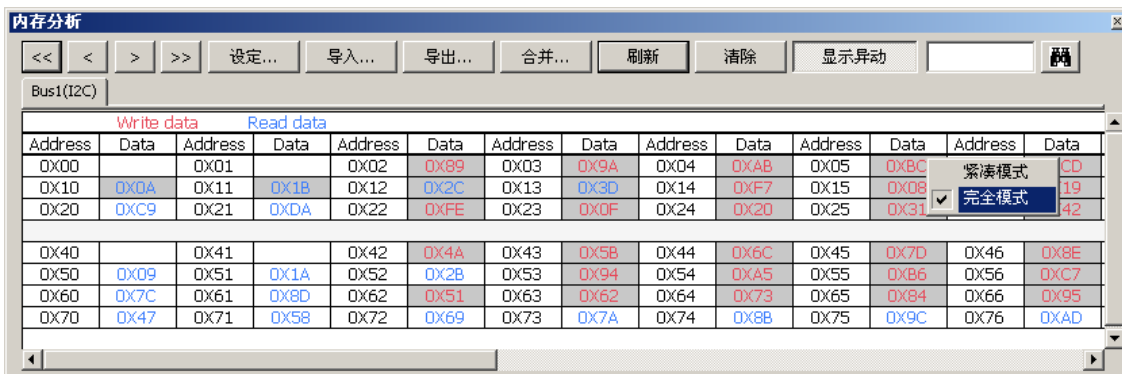 内存分析
<< < > >> 设定... 导入... 导出... 合并... 刷新 清除 显示异动
Bus1(I2C)
Write data Read data
Address Data Address Data Address Data Address Data Address Data Address Data Address Data
0X00 0X01 0X02 0X89 0X03 0X9A 0X04 0XAB 0X05 0XBC CD
紧凑模式
0X10 0X0A 0X11 0X1B 0X12 0X2C 0X13 0X3D 0X14 0XF7 0X15 0X08 19
完全模式
0X20 0XC9 0X21 0XDA 0X22 0XFE 0X23 0X0F 0X24 0X20 0X25 0X31 42
0X40 0X41 0X42 0X4A 0X43 0X5B 0X44 0X6C 0X45 0X7D 0X46 0X8E
0X50 0X09 0X51 0X1A 0X52 0X2B 0X53 0X94 0X54 0XA5 0X55 0XB6 0X56 0XC7
0X60 0X7C 0X61 0X8D 0X62 0X51 0X63 0X62 0X64 0X73 0X65 0X84 0X66 0X95
0X70 0X47 0X71 0X58 0X72 0X69 0X73 0X7A 0X74 0X8B 0X75 0X9C 0X76 0XAD